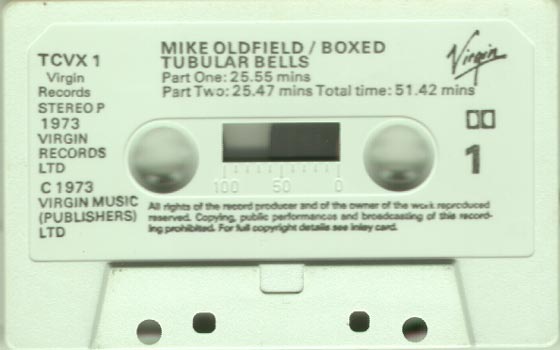 MIKE OLDFIELD / BOXED
TUBULAR BELLS
Part One: 25.55 mins
Part Two: 25.47 mins Total time: 51.42 mins
Virgin
TCVX 1
Virgin
Records
STEREO P
1973
VIRGIN
RECORDS
LTD
C 1973
VIRGIN MUSIC
(PUBLISHERS)
LTD
1
100 50 0
All rights of the record producer and of the owner of the work reproduced
reserved. Copying, public performances and broadcasting of this record-
ing prohibited. For full copyright details see inlay card.